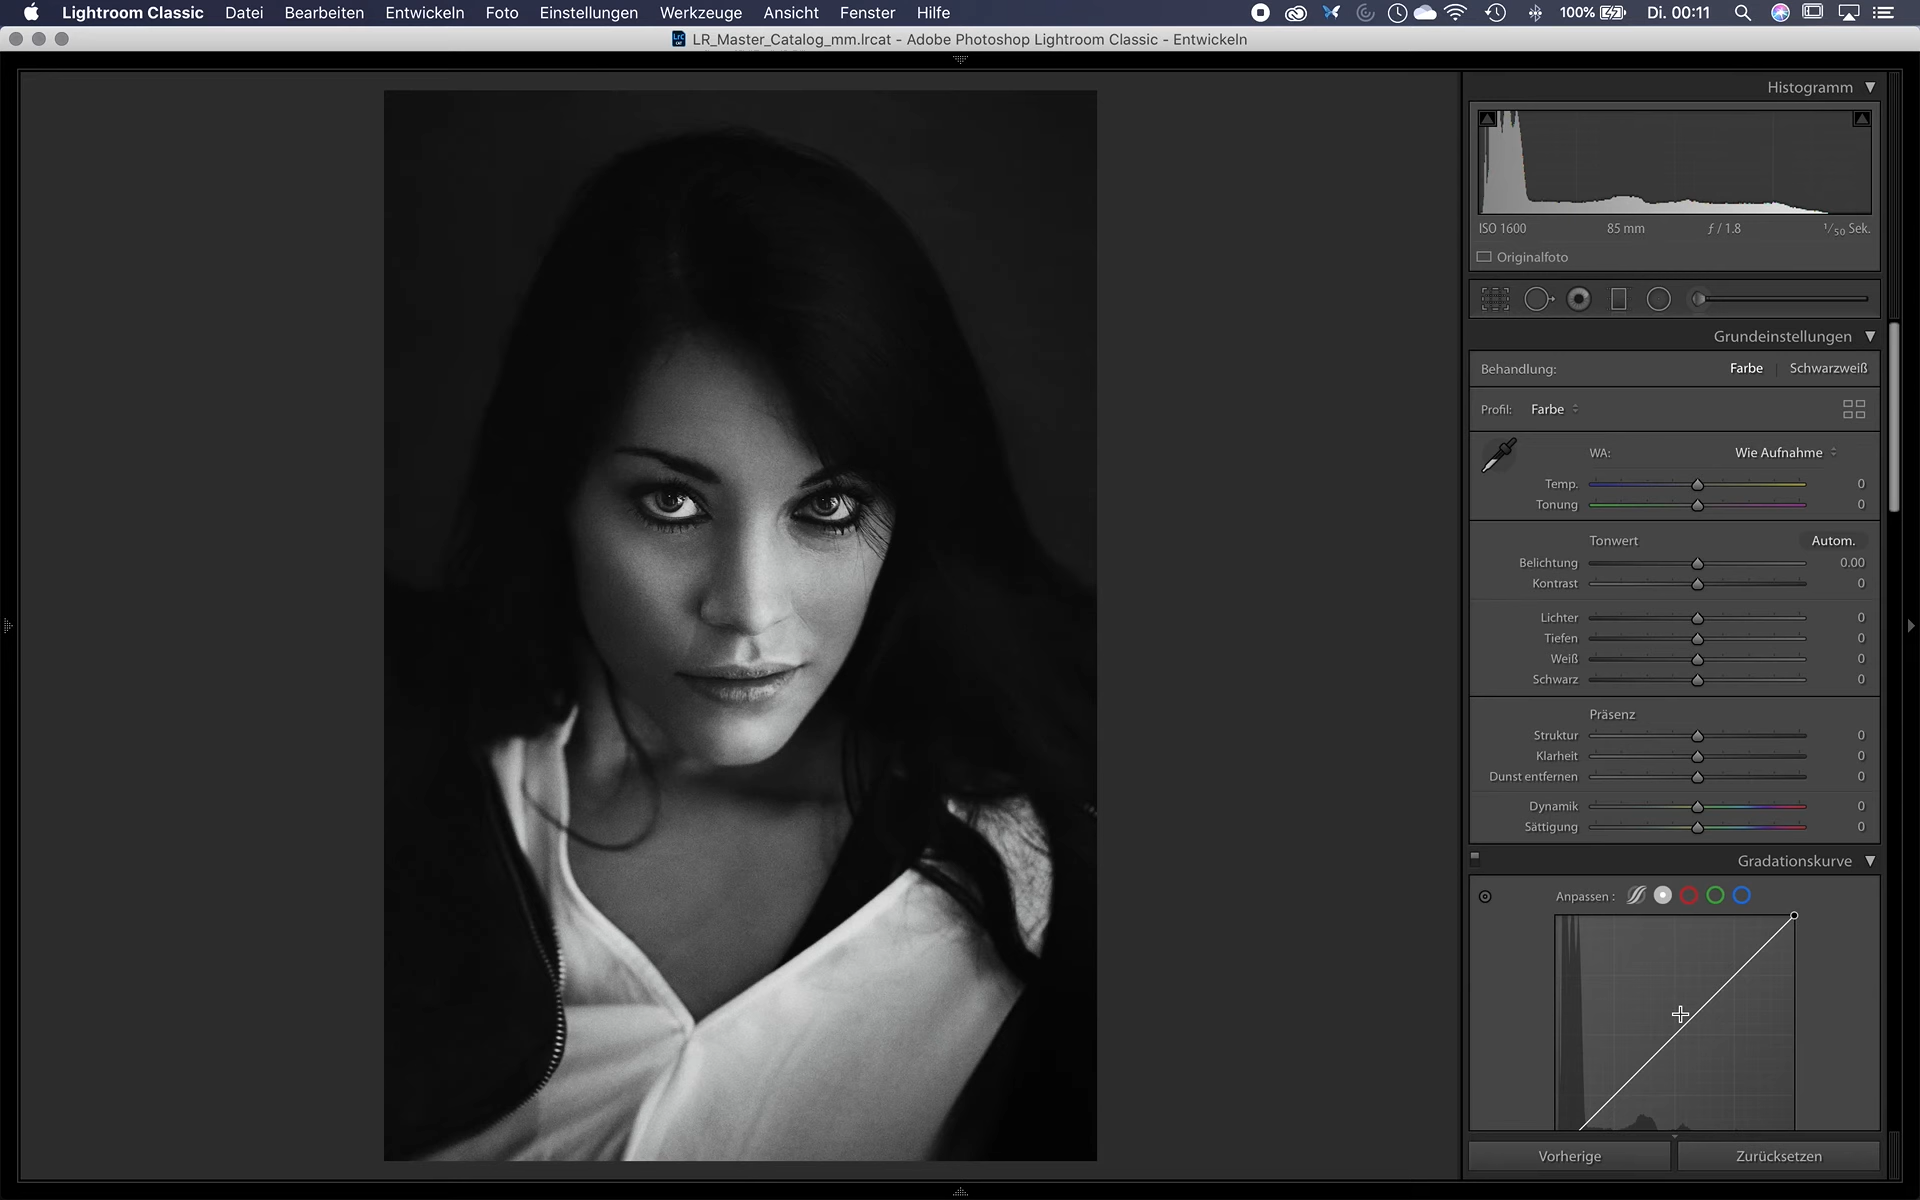 Lightroom Classic Datei Bearbeiten Entwickeln Foto Einstellungen Werkzeuge Ansicht Fenster Hilfe 100% Di. 00:11
LR_Master_Catalog_mm.lrcat - Adobe Photoshop Lightroom Classic - Entwickeln
Histogramm
ISO 1600 85 mm ƒ / 1.8 1/50 Sek.
Originalfoto
Grundeinstellungen
Behandlung: Farbe Schwarzweiß
Profil: Farbe
WA: Wie Aufnahme
Temp. 0
Tonung 0
Tonwert Autom.
Belichtung 0.00
Kontrast 0
Lichter 0
Tiefen 0
Weiß 0
Schwarz 0
Präsenz
Struktur 0
Klarheit 0
Dunst entfernen 0
Dynamik 0
Sättigung 0
Gradationskurve
Anpassen :
Vorherige Zurücksetzen